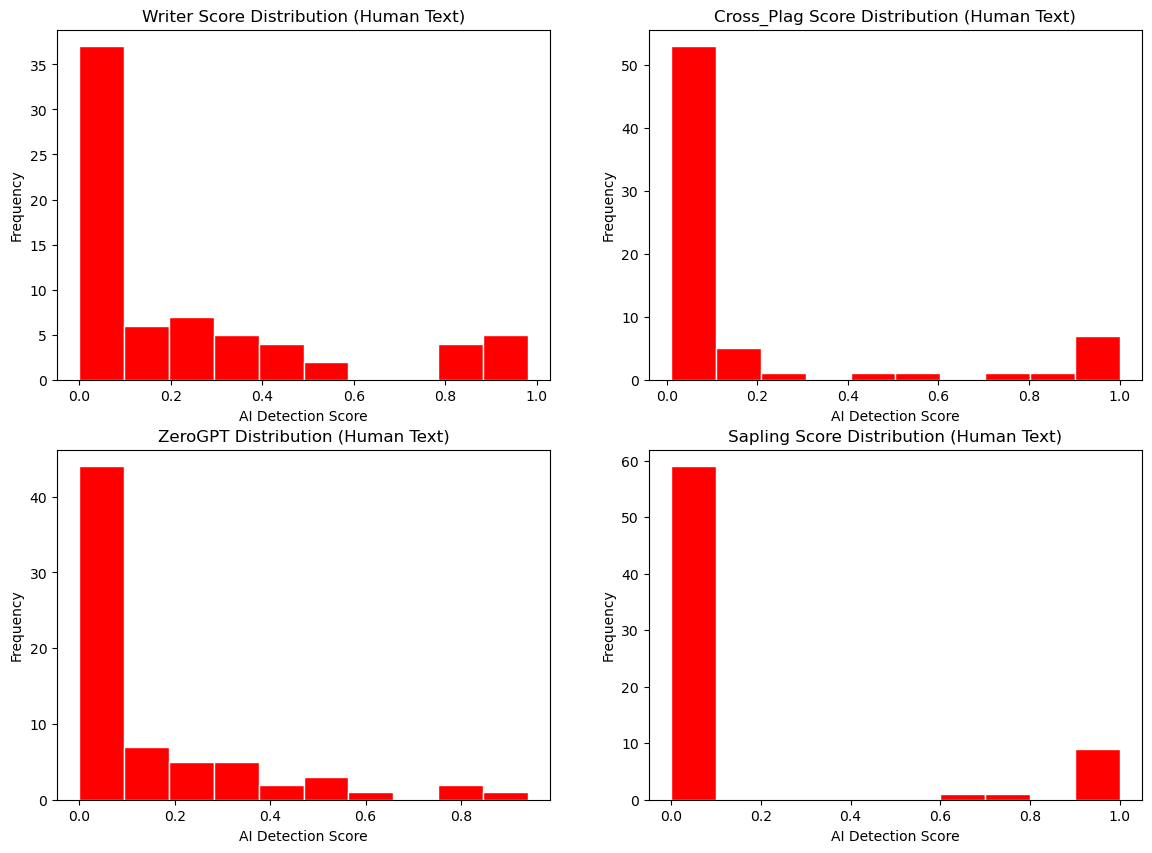 Writer Score Distribution (Human Text)
Frequency
35
30
25
20
15
10
5
0
0.0 0.2 0.4 0.6 0.8 1.0
AI Detection Score
Cross_Plag Score Distribution (Human Text)
Frequency
50
40
30
20
10
0
0.0 0.2 0.4 0.6 0.8 1.0
AI Detection Score
ZeroGPT Distribution (Human Text)
Frequency
40
30
20
10
0
0.0 0.2 0.4 0.6 0.8
AI Detection Score
Sapling Score Distribution (Human Text)
Frequency
60
50
40
30
20
10
0
0.0 0.2 0.4 0.6 0.8 1.0
AI Detection Score